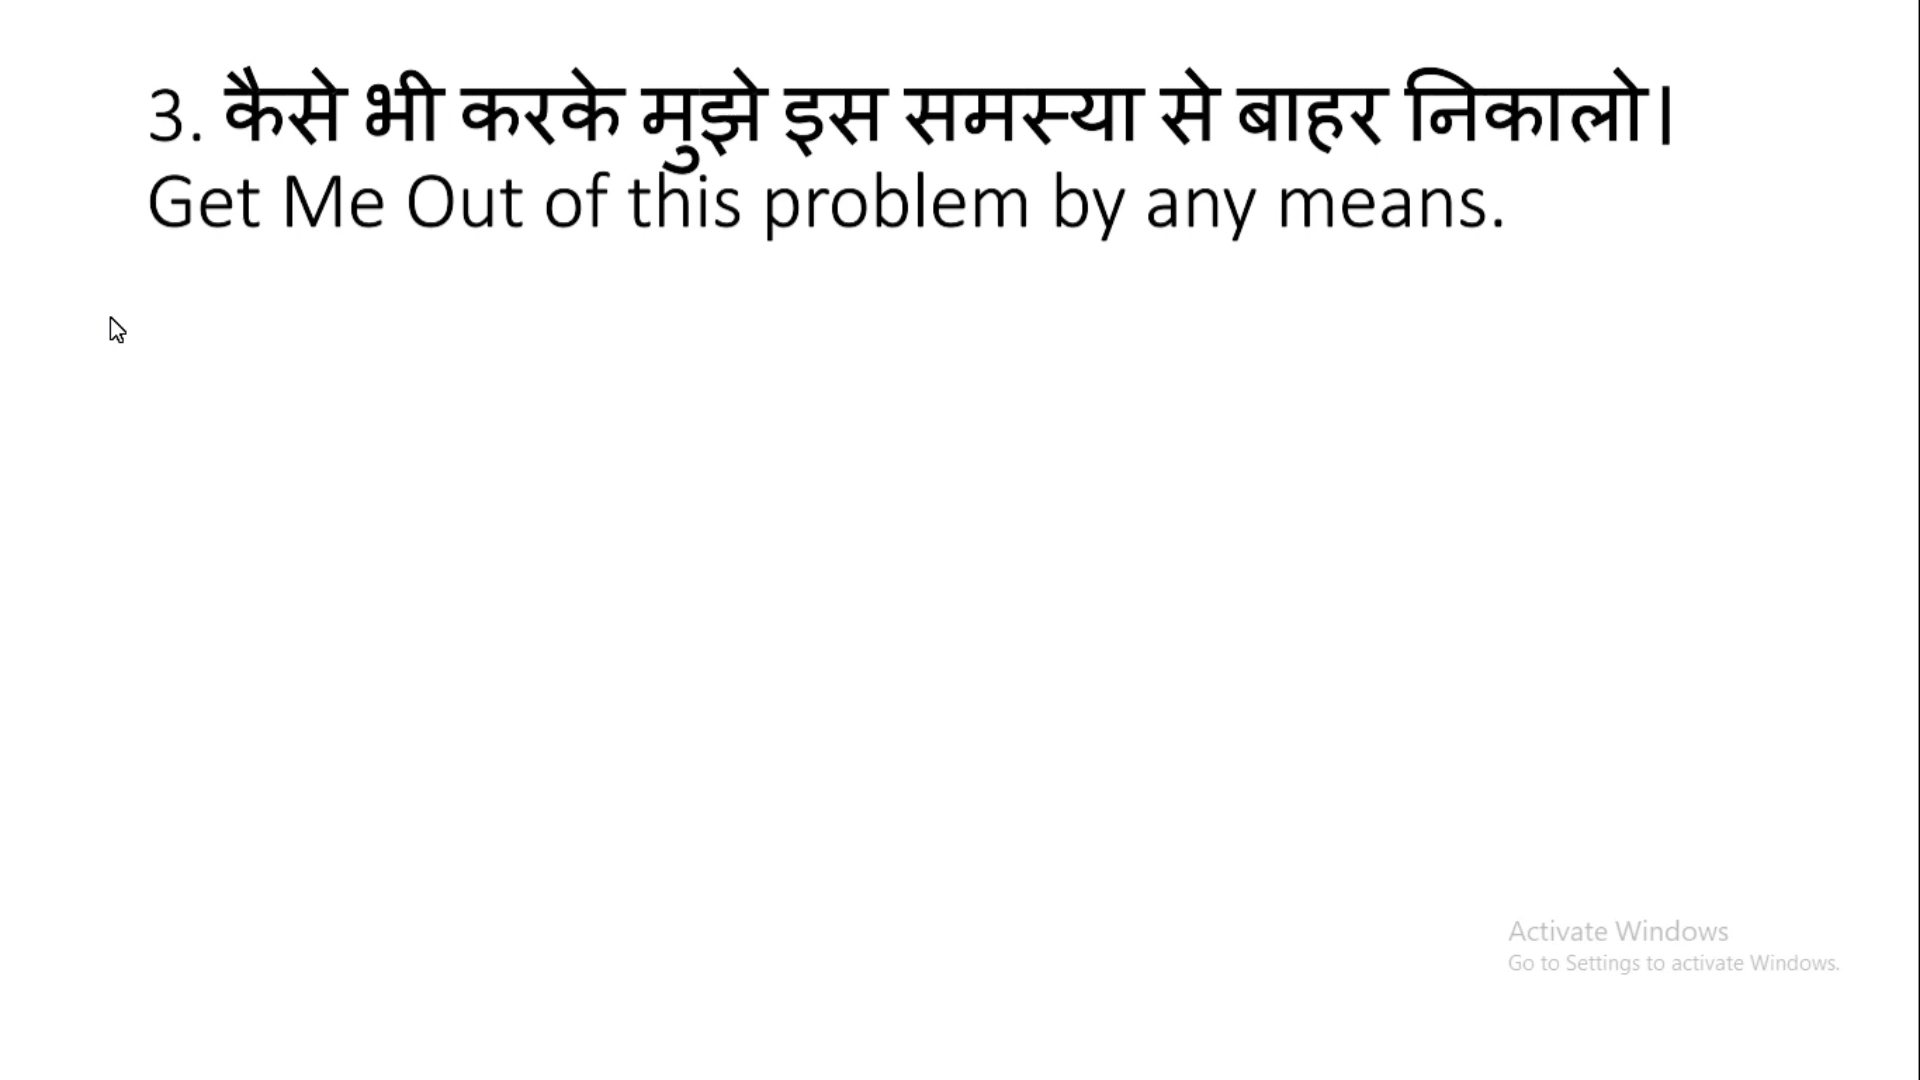 3. कैसे भी करके मुझे इस समस्या से बाहर निकालो।
Get Me Out of this problem by any means.
Activate Windows
Go to Settings to activate Windows.